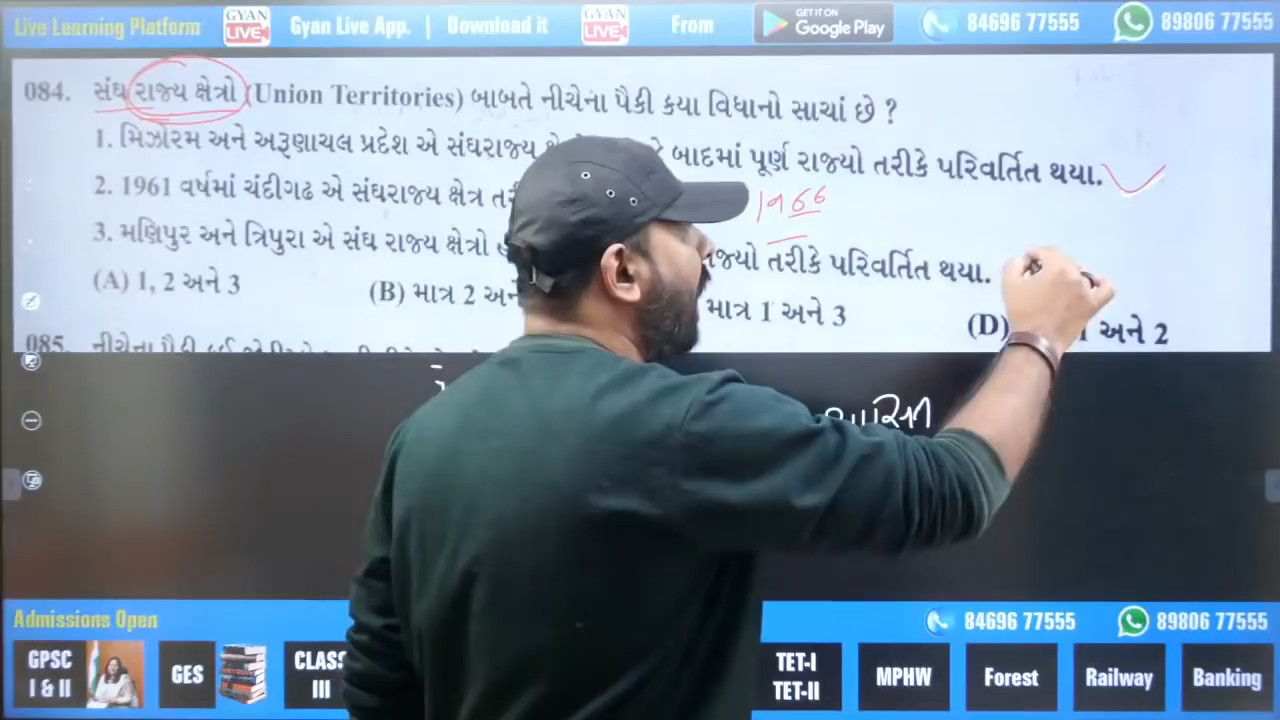 Live Learning Platform GYAN LIVE Gyan Live App. | Download it GYAN LIVE From GET IT ON Google Play 84696 77555 89806 77555
084. સંઘ રાજ્ય ક્ષેત્રો (Union Territories) બાબતે નીચેના પૈકી કયા વિધાનો સાચાં છે ?
1. મિઝોરમ અને અરૂણાચલ પ્રદેશ એ સંઘરાજ્ય બાદમાં પૂર્ણ રાજ્યો તરીકે પરિવર્તિત થયા.
2. 1961 વર્ષમાં ચંદીગઢ એ સંઘરાજ્ય ક્ષેત્ર 1966
3. મણિપુર અને ત્રિપુરા એ સંઘ રાજ્ય ક્ષેત્રો તરીકે પરિવર્તિત થયા.
(A) 1, 2 અને 3 (B) માત્ર 2 માત્ર 1 અને 3 (D) 1 અને 2
085. નીચેના પૈકી
Admissions Open 84696 77555 89806 77555
GPSC I & II GES CLASS III TET-I TET-II MPHW Forest Railway Banking